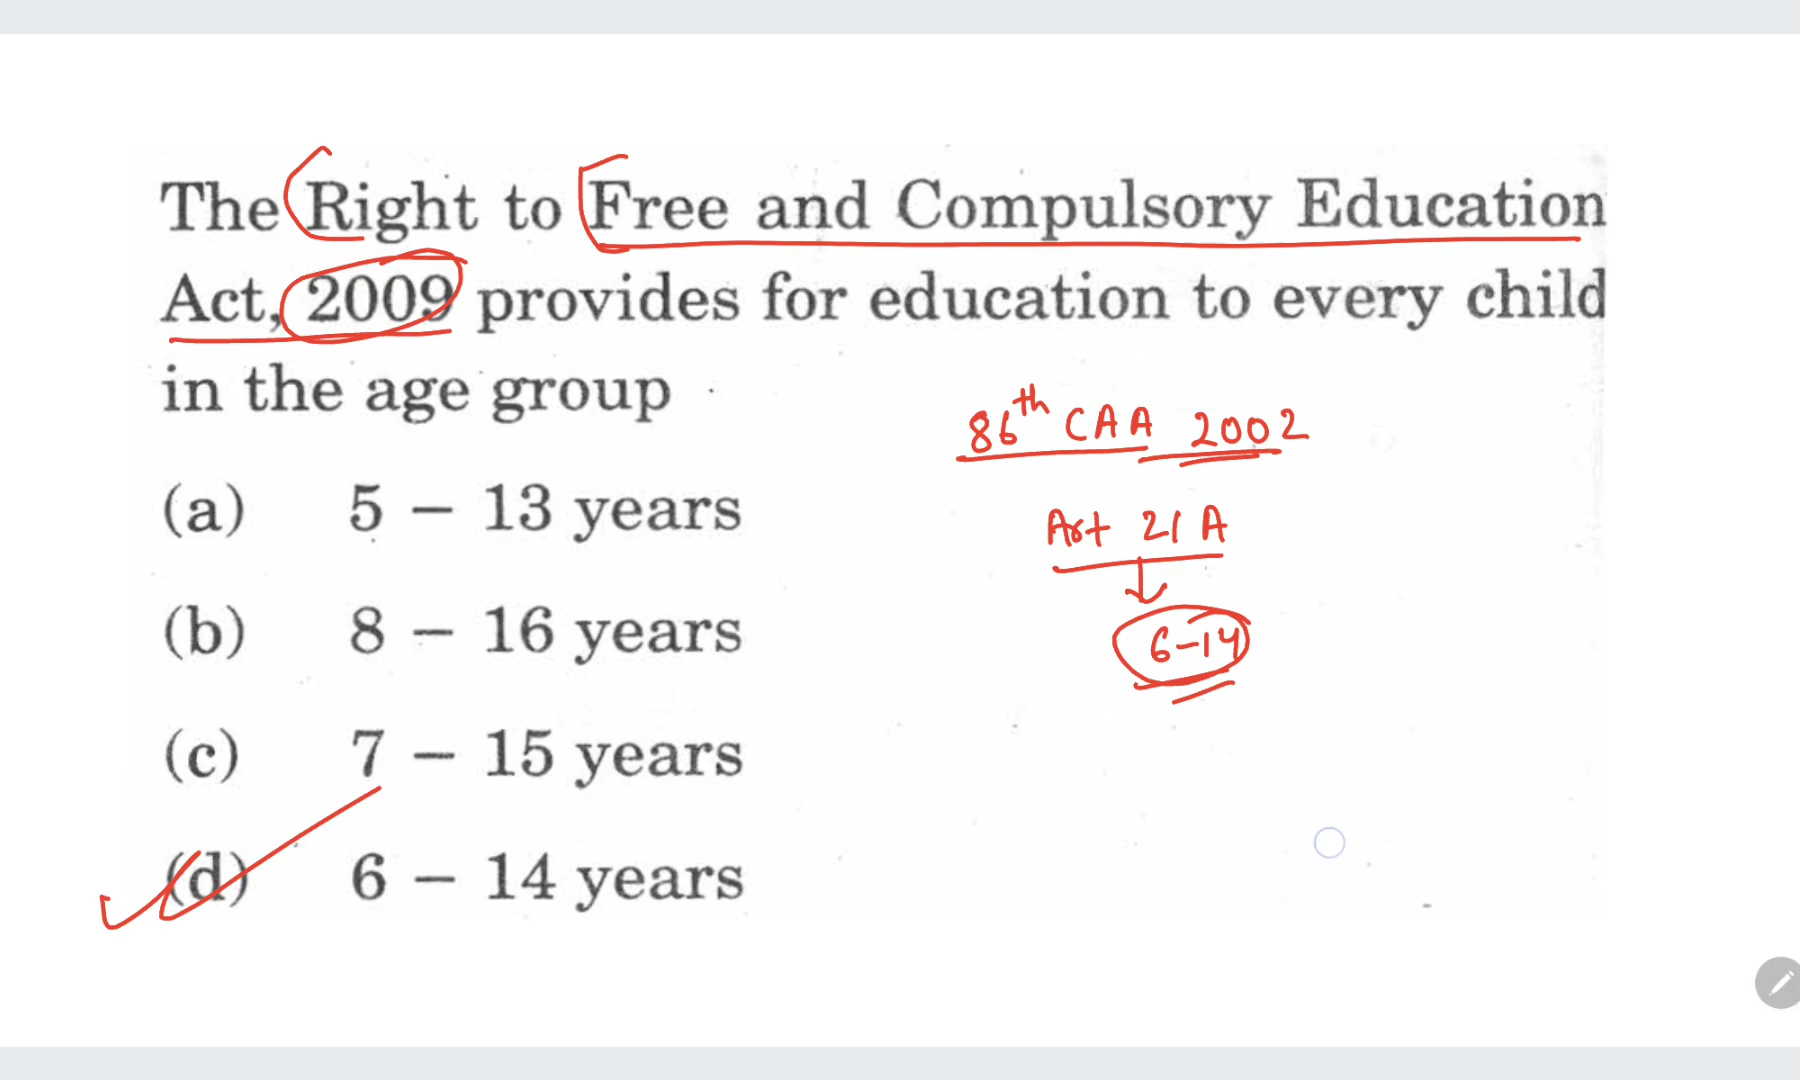 The Right to Free and Compulsory Education
Act, 2009 provides for education to every child
in the age group
86th CAA 2002
(a) 5 – 13 years
Art 21A
(b) 8 – 16 years
6-14
(c) 7 – 15 years
(d) 6 – 14 years